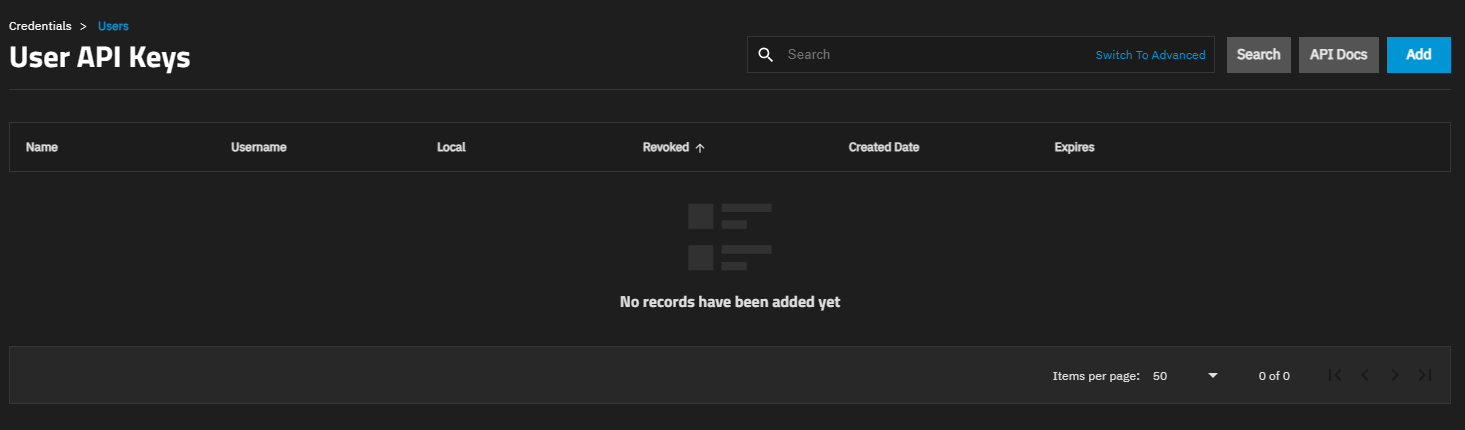 Credentials > Users
User API Keys
Search Switch To Advanced Search API Docs Add
Name Username Local Revoked ↑ Created Date Expires
No records have been added yet
Items per page: 50 0 of 0